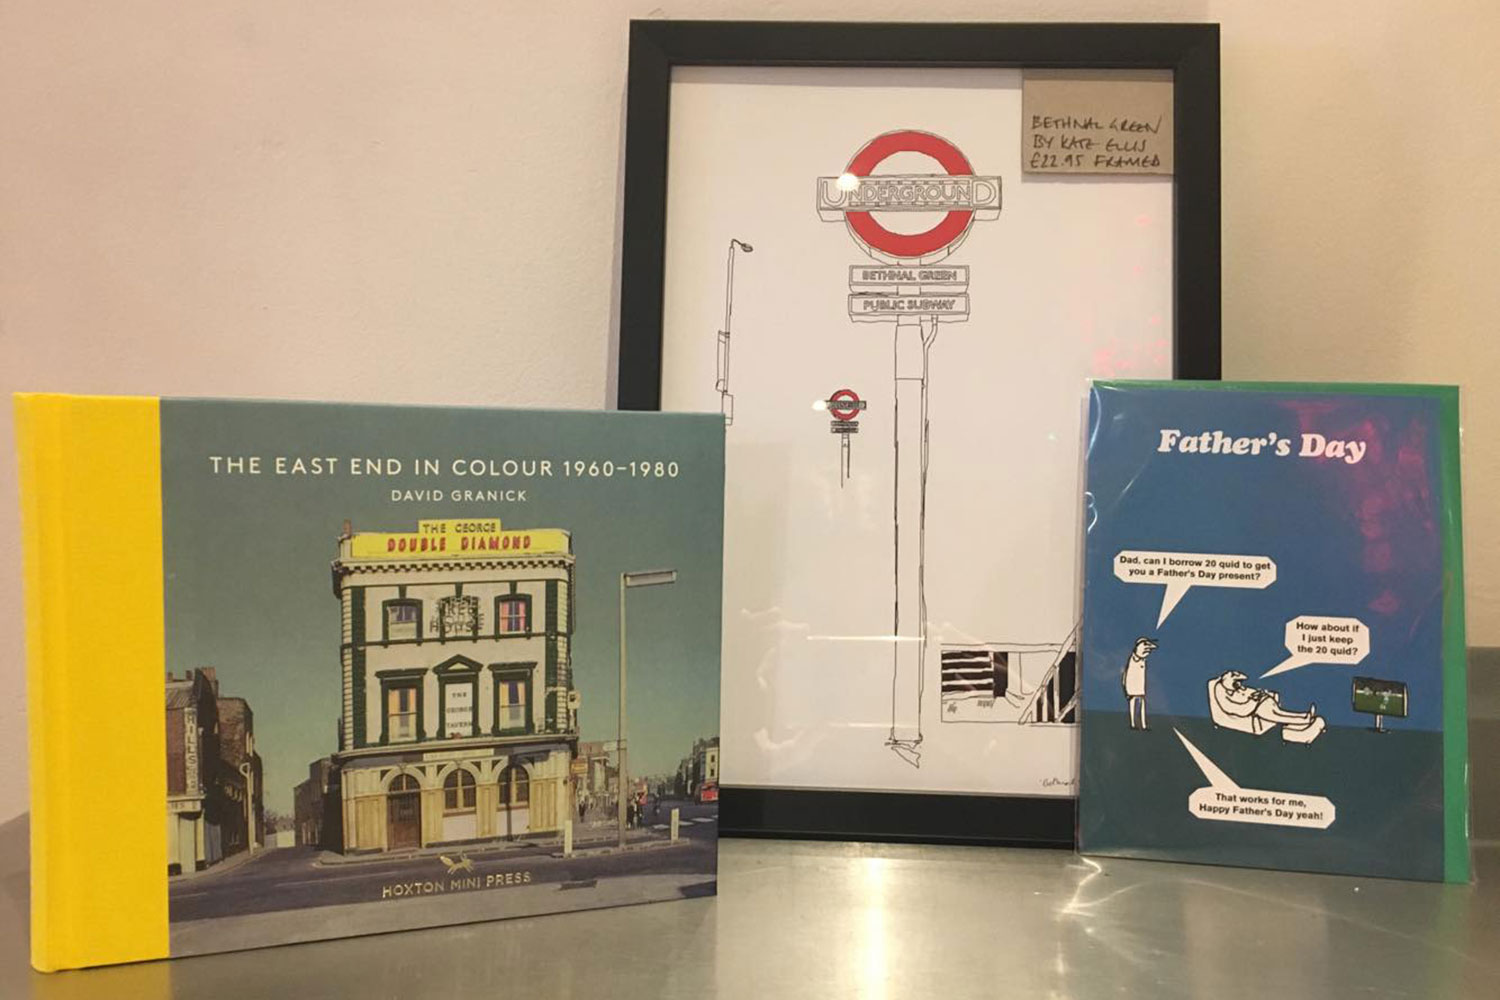 THE EAST END IN COLOUR 1960–1980
DAVID GRANICK
THE GEORGE
DOUBLE DIAMOND
FREE
HOUSE
THE
GEORGE
TAVERN
HOXTON MINI PRESS
BETHNAL GREEN
BY KATE ELLIS
£22.95 FRAMED
UNDERGROUND
BETHNAL GREEN
PUBLIC SUBWAY
Father's Day
Dad, can I borrow 20 quid to get
you a Father's Day present?
How about if
I just keep
the 20 quid?
That works for me,
Happy Father's Day yeah!